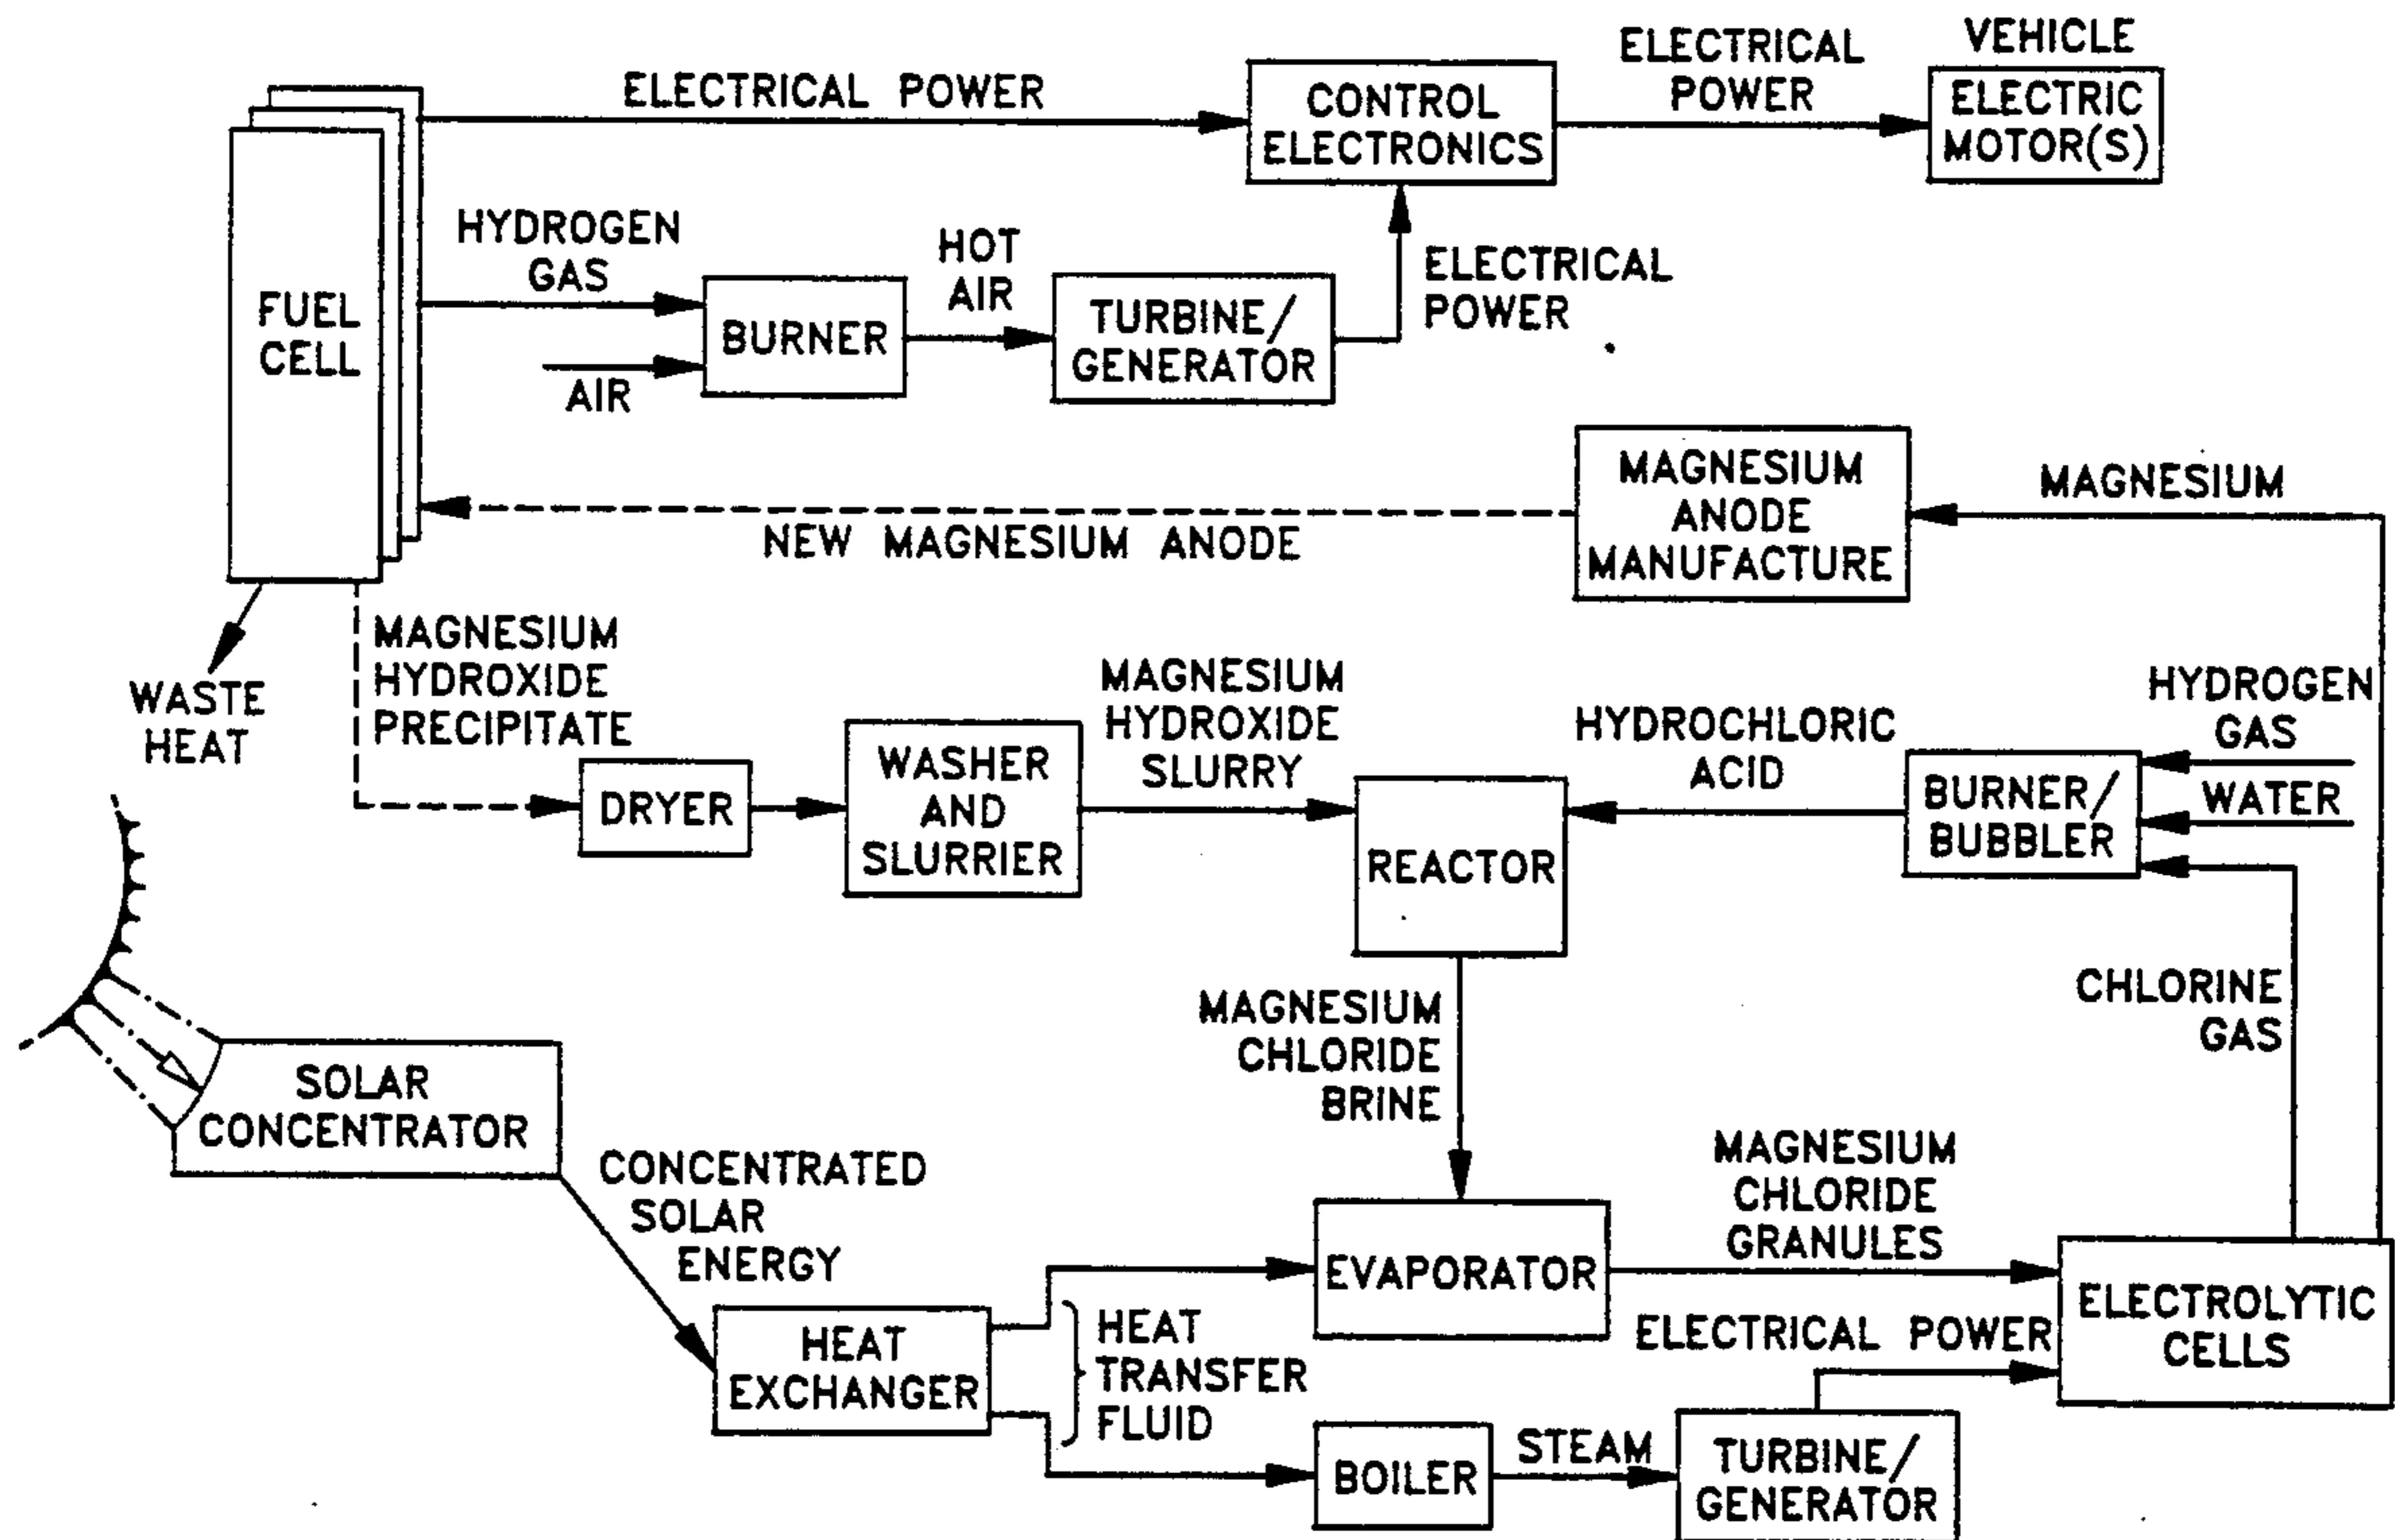 ELECTRICAL POWER
CONTROL
ELECTRONICS
ELECTRICAL
POWER
VEHICLE
ELECTRIC
MOTOR(S)
FUEL
CELL
HYDROGEN
GAS
AIR
BURNER
HOT
AIR
TURBINE/
GENERATOR
ELECTRICAL
POWER
NEW MAGNESIUM ANODE
MAGNESIUM
ANODE
MANUFACTURE
MAGNESIUM
WASTE
HEAT
MAGNESIUM
HYDROXIDE
PRECIPITATE
DRYER
WASHER
AND
SLURRIER
MAGNESIUM
HYDROXIDE
SLURRY
REACTOR
HYDROCHLORIC
ACID
BURNER/
BUBBLER
HYDROGEN
GAS
WATER
CHLORINE
GAS
MAGNESIUM
CHLORIDE
BRINE
SOLAR
CONCENTRATOR
CONCENTRATED
SOLAR
ENERGY
HEAT
EXCHANGER
HEAT
TRANSFER
FLUID
EVAPORATOR
MAGNESIUM
CHLORIDE
GRANULES
ELECTRICAL POWER
ELECTROLYTIC
CELLS
BOILER
STEAM
TURBINE/
GENERATOR